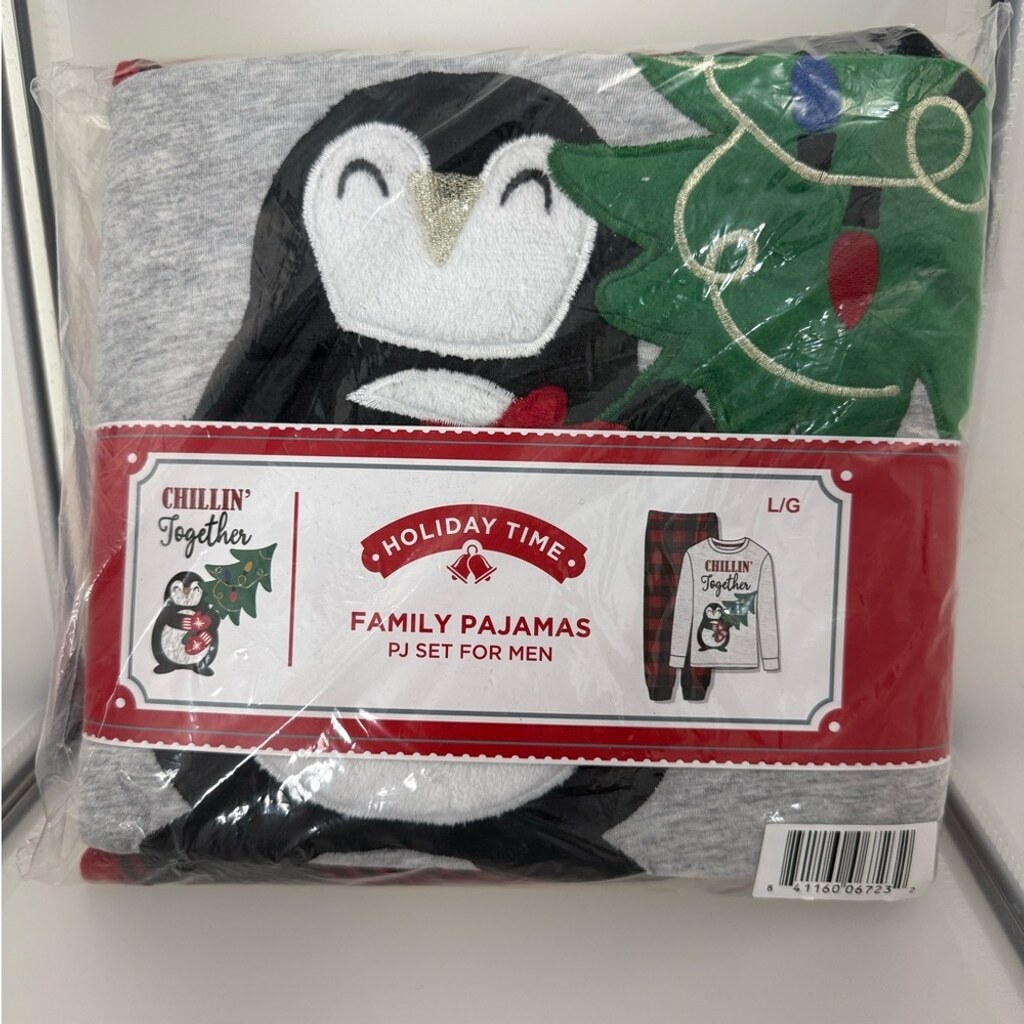 CHILLIN'
Together
HOLIDAY TIME
FAMILY PAJAMAS
PJ SET FOR MEN
L/G
CHILLIN'
Together
8 41160 06723 2